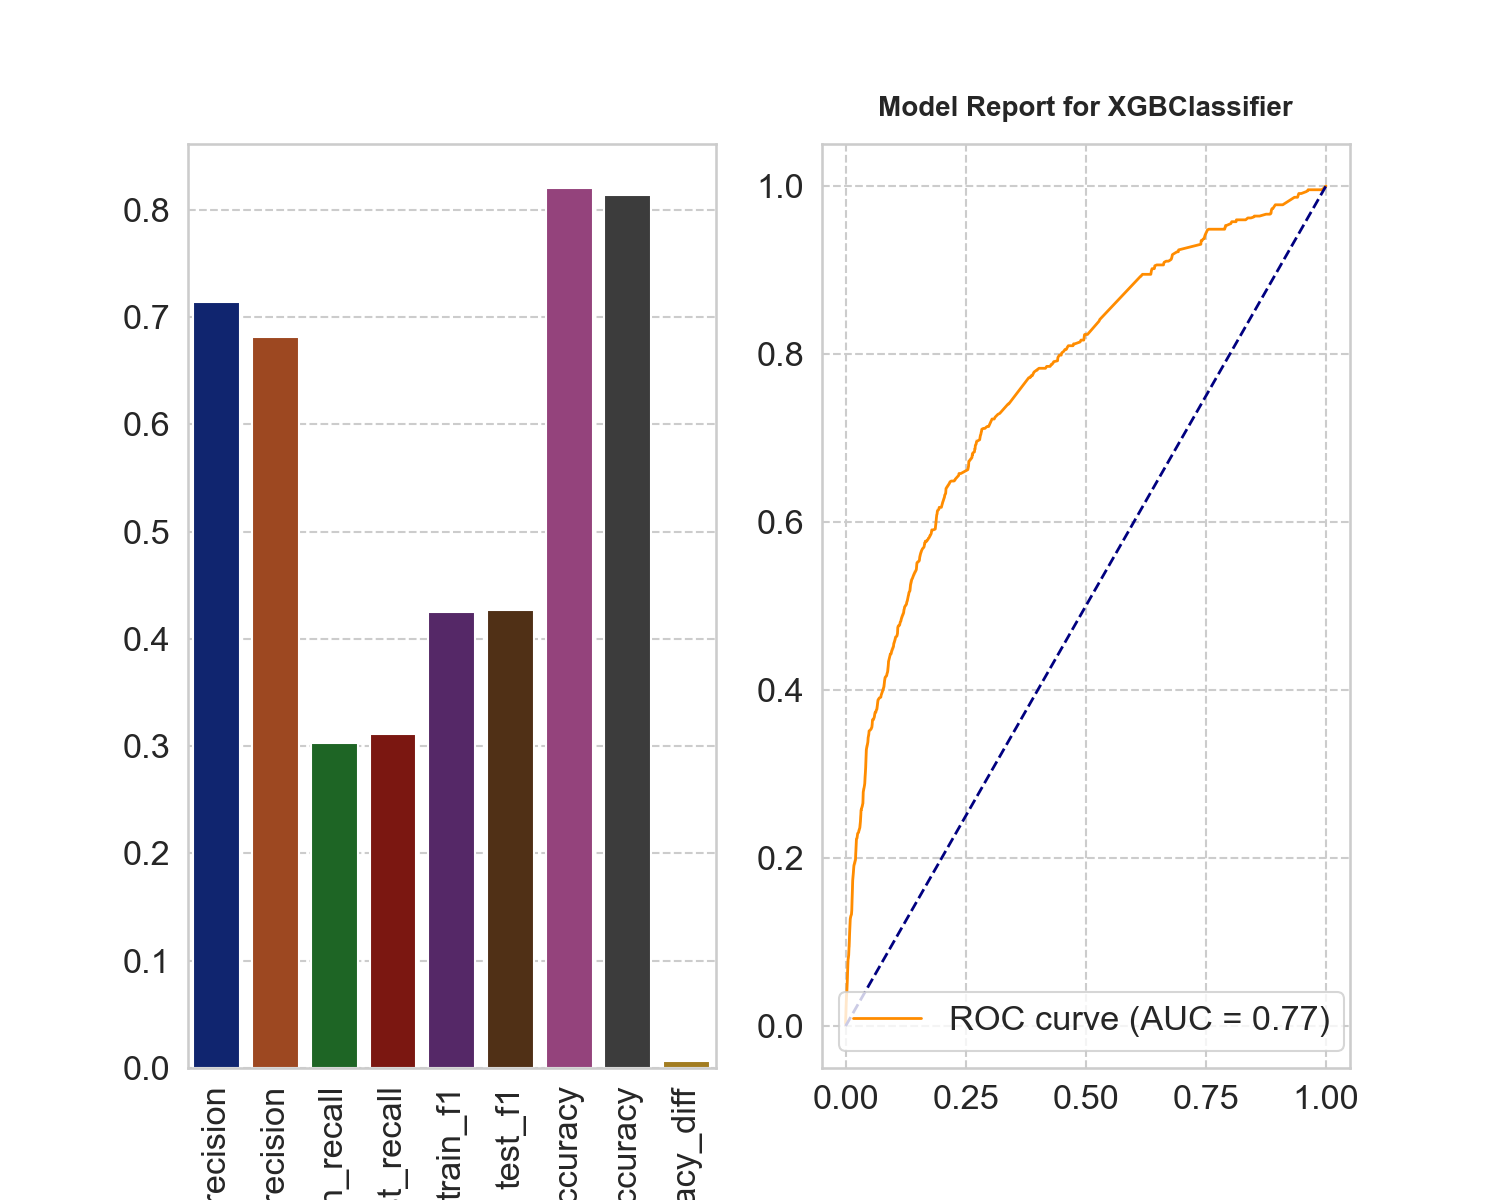 Model Report for XGBClassifier
0.8
0.7
0.6
0.5
0.4
0.3
0.2
0.1
0.0
recision
recision
n_recall
t_recall
train_f1
test_f1
ccuracy
ccuracy
acy_diff
1.0
0.8
0.6
0.4
0.2
0.0
ROC curve (AUC = 0.77)
0.00 0.25 0.50 0.75 1.00